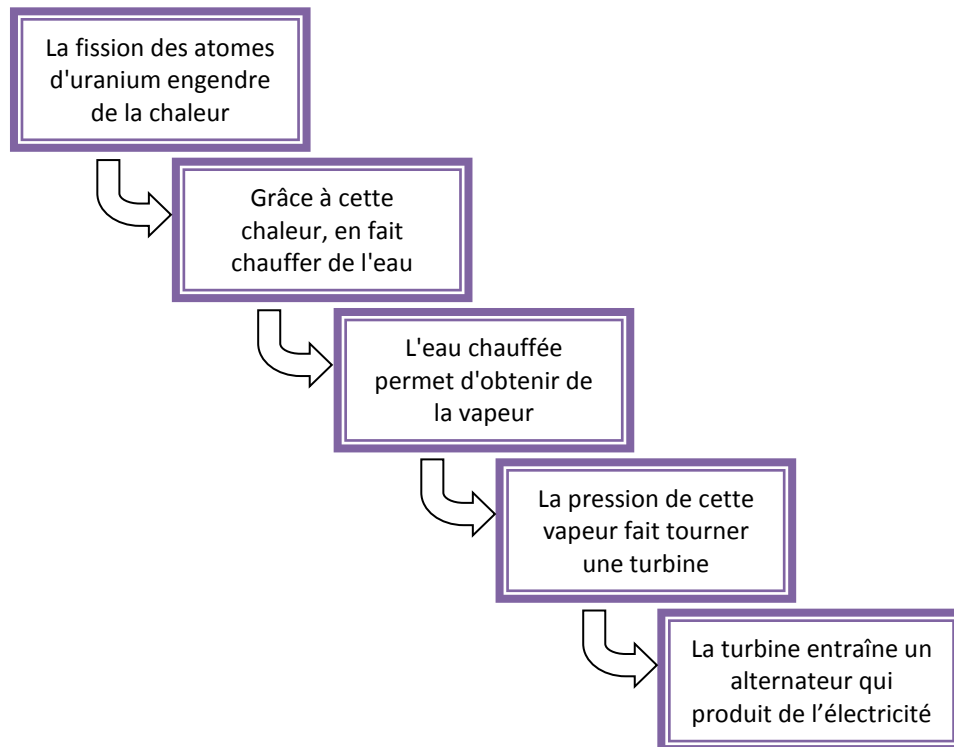 La fission des atomes
d'uranium engendre
de la chaleur
Grâce à cette
chaleur, en fait
chauffer de l'eau
L'eau chauffée
permet d'obtenir de
la vapeur
La pression de cette
vapeur fait tourner
une turbine
La turbine entraîne un
alternateur qui
produit de l’électricité